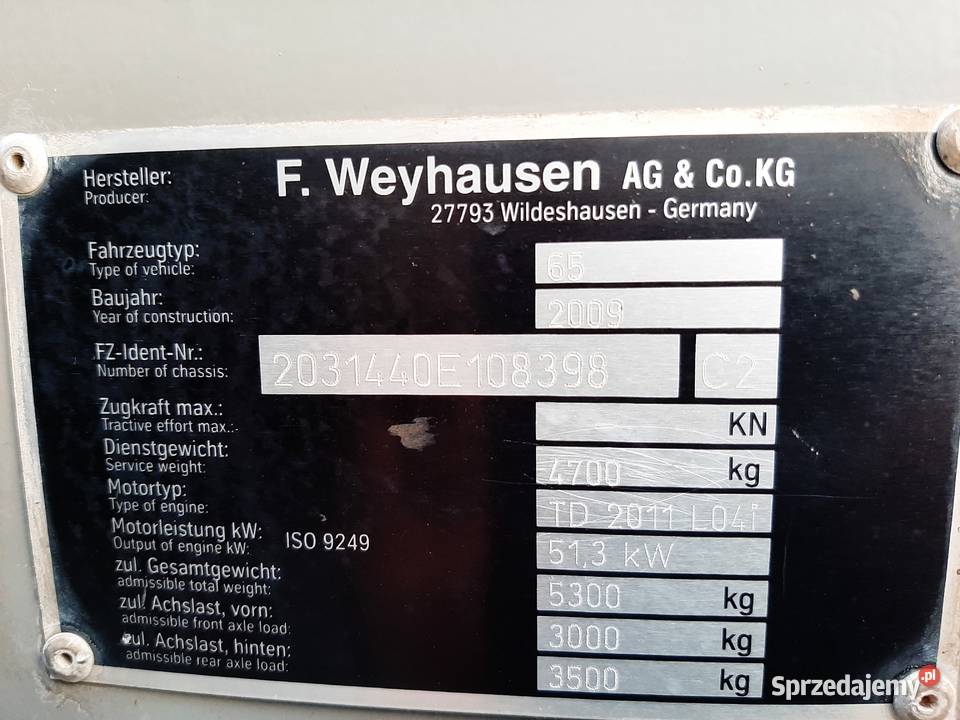 Hersteller: F. Weyhausen AG & Co.KG
Producer: 27793 Wildeshausen - Germany
Fahrzeugtyp: 65
Type of vehicle:
Baujahr: 2009
Year of construction:
FZ-Ident-Nr.: 2031440E108398 C2
Number of chassis:
Zugkraft max.: KN
Tractive effort max.:
Dienstgewicht: 4700 kg
Service weight:
Motortyp: TD 2011 L04i
Type of engine:
Motorleistung kW: ISO 9249 51,3 kW
Output of engine kW:
zul. Gesamtgewicht: 5300 kg
admissible total weight:
zul. Achslast, vorn: 3000 kg
admissible front axle load:
zul. Achslast, hinten: 3500 kg
admissible rear axle load:
Sprzedajemy.pl